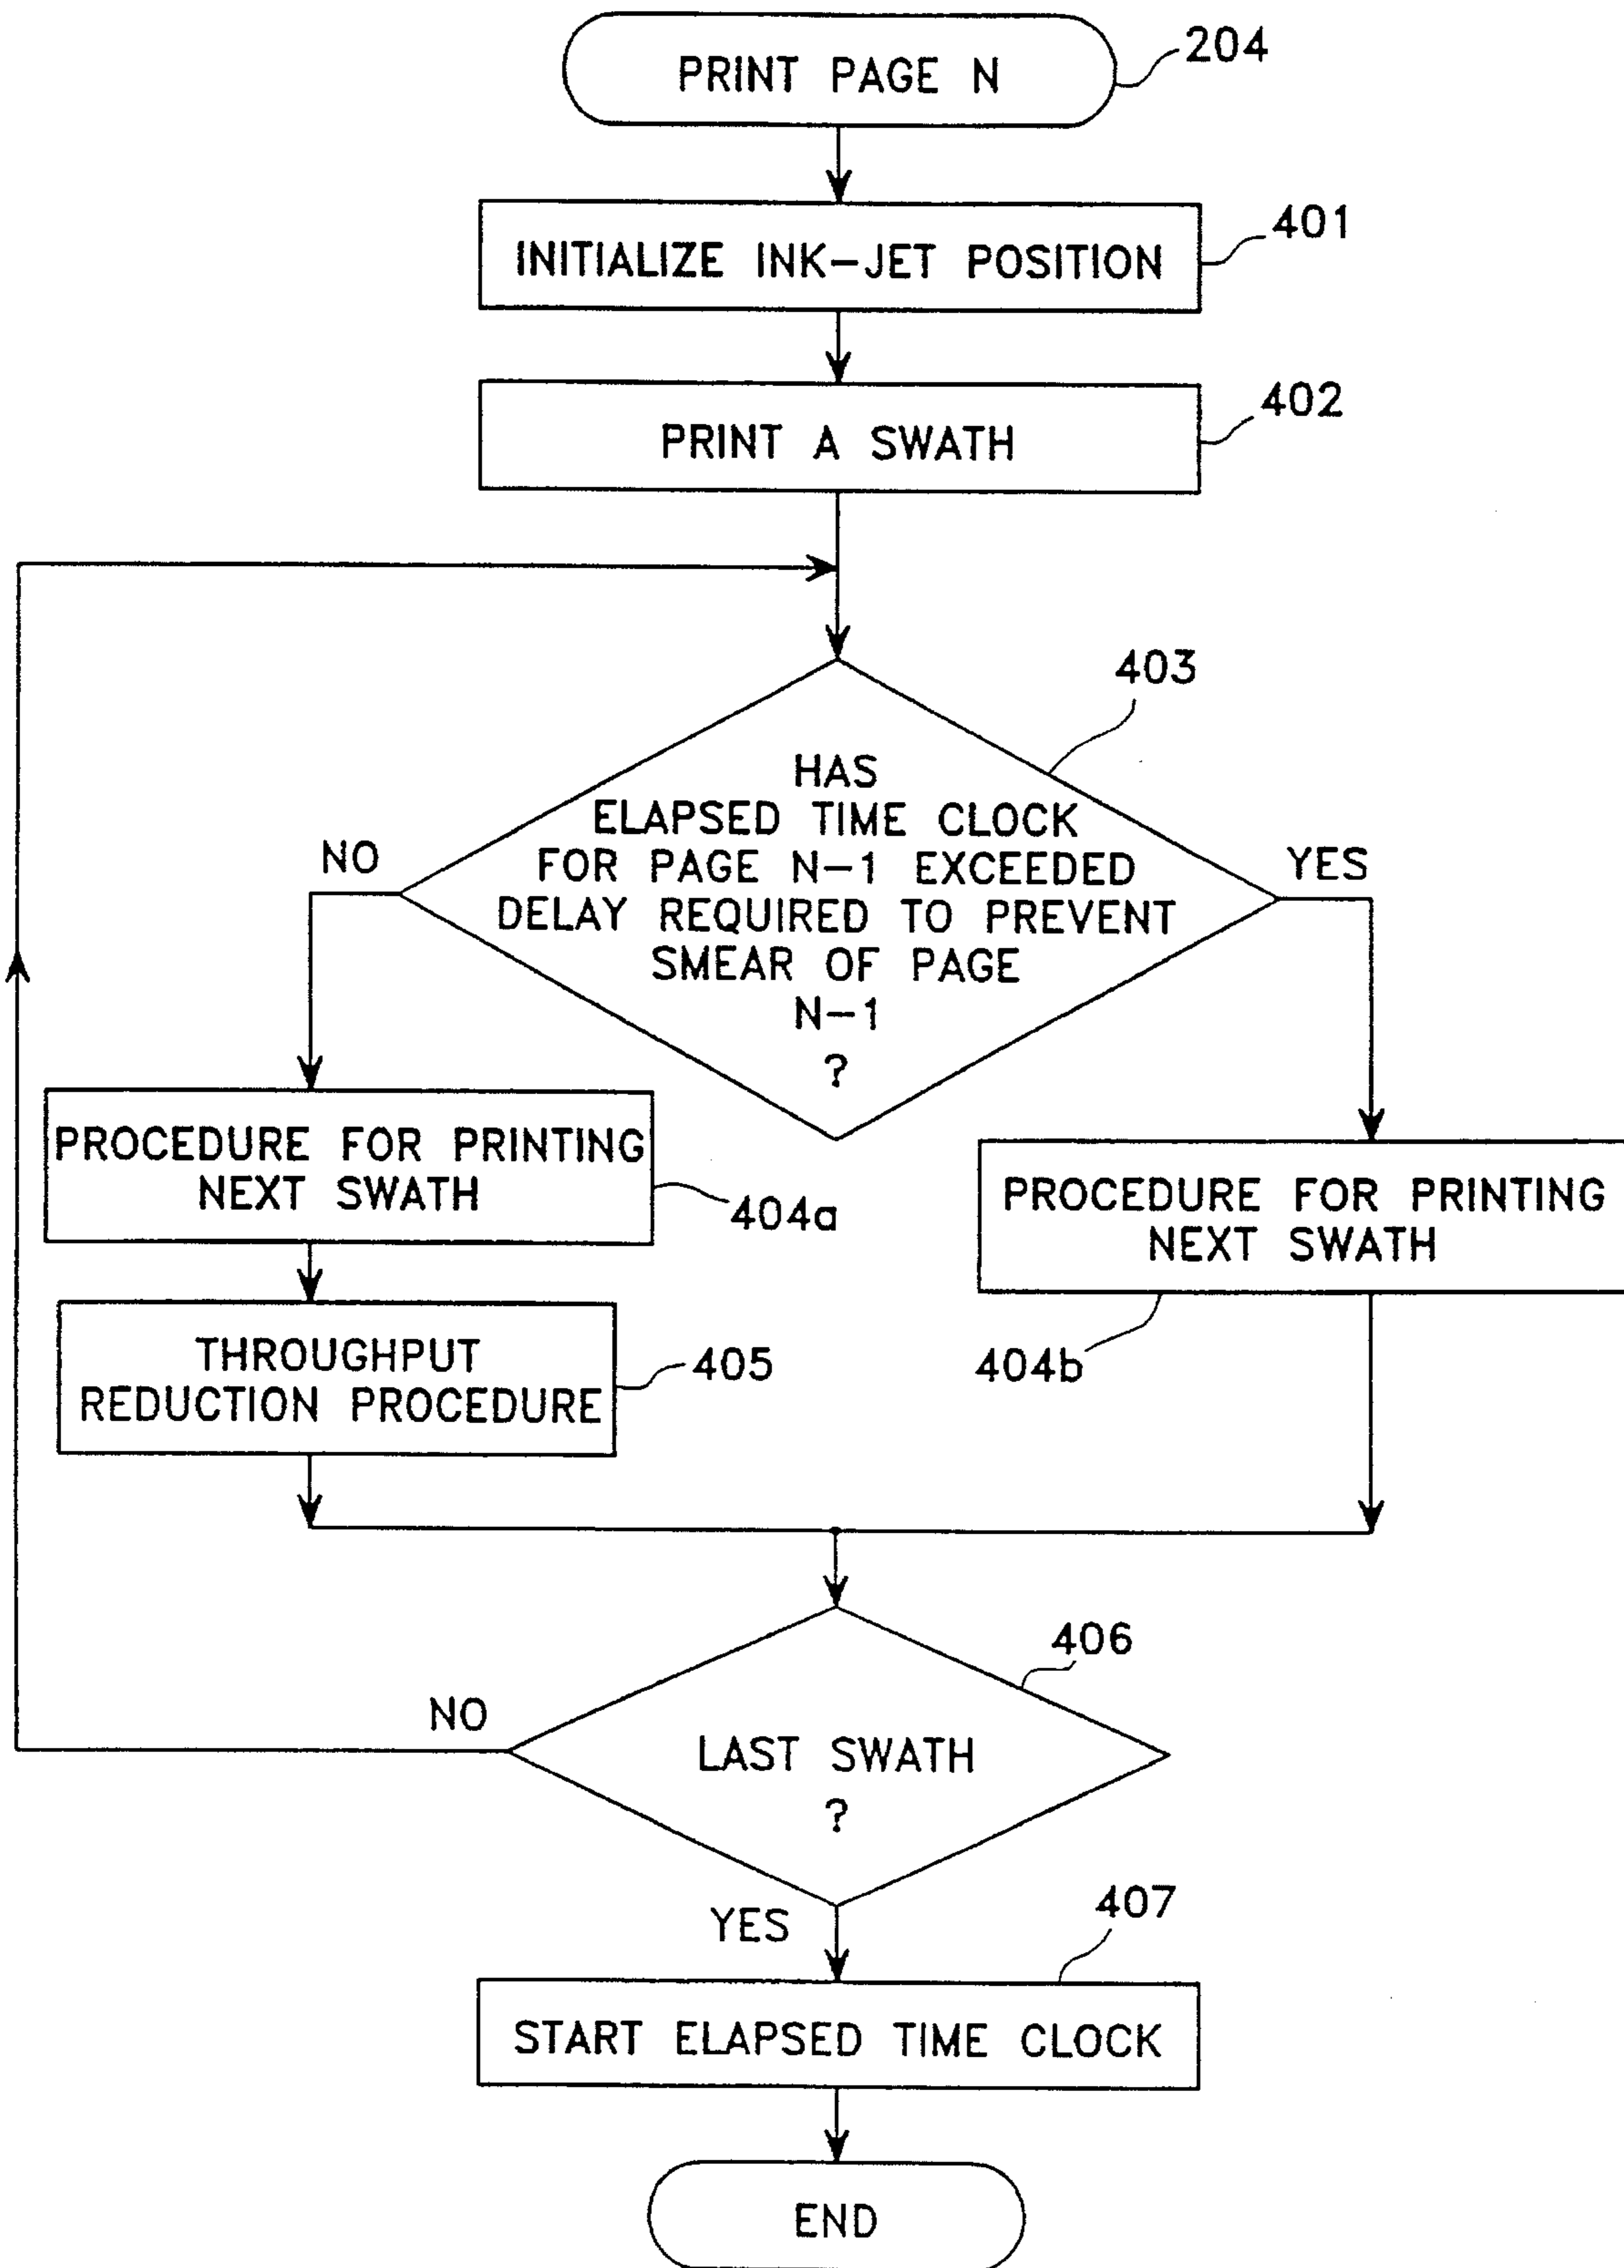 PRINT PAGE N
204
INITIALIZE INK-JET POSITION
401
PRINT A SWATH
402
403
HAS
ELAPSED TIME CLOCK
FOR PAGE N-1 EXCEEDED
DELAY REQUIRED TO PREVENT
SMEAR OF PAGE
N-1
?
NO
YES
PROCEDURE FOR PRINTING
NEXT SWATH
404a
PROCEDURE FOR PRINTING
NEXT SWATH
404b
THROUGHPUT
REDUCTION PROCEDURE
405
406
LAST SWATH
?
NO
YES
407
START ELAPSED TIME CLOCK
END